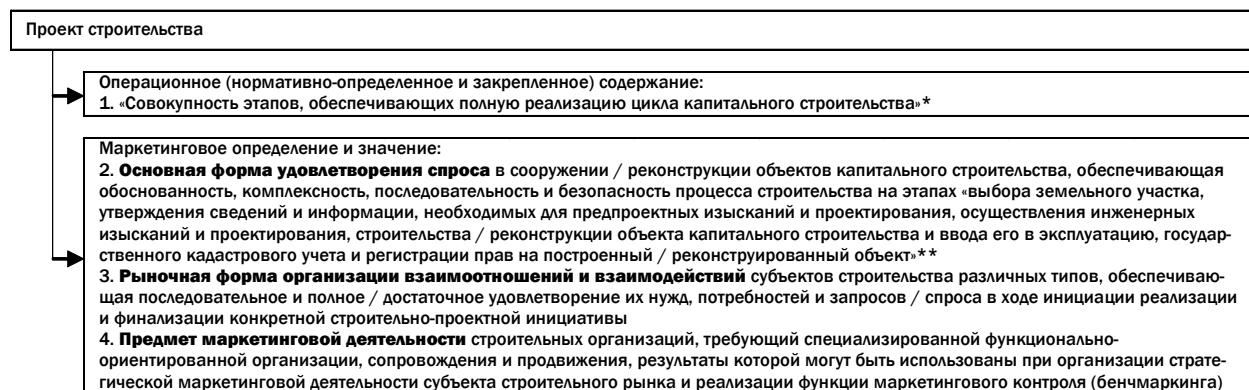 Проект строительства
Операционное (нормативно-определенное и закрепленное) содержание:
1. «Совокупность этапов, обеспечивающих полную реализацию цикла капитального строительства»*
Маркетинговое определение и значение:
2. Основная форма удовлетворения спроса в сооружении / реконструкции объектов капитального строительства, обеспечивающая
обоснованность, комплексность, последовательность и безопасность процесса строительства на этапах «выбора земельного участка,
утверждения сведений и информации, необходимых для предпроектных изысканий и проектирования, осуществления инженерных
изысканий и проектирования, строительства / реконструкции объекта капитального строительства и ввода его в эксплуатацию, государ-
ственного кадастрового учета и регистрации прав на построенный / реконструированный объект»**
3. Рыночная форма организации взаимоотношений и взаимодействий субъектов строительства различных типов, обеспечиваю-
щая последовательное и полное / достаточное удовлетворение их нужд, потребностей и запросов / спроса в ходе инициации реализации
и финализации конкретной строительно-проектной инициативы
4. Предмет маркетинговой деятельности строительных организаций, требующий специализированной функционально-
ориентированной организации, сопровождения и продвижения, результаты которой могут быть использованы при организации страте-
гической маркетинговой деятельности субъекта строительного рынка и реализации функции маркетингового контроля (бенчмаркинга)